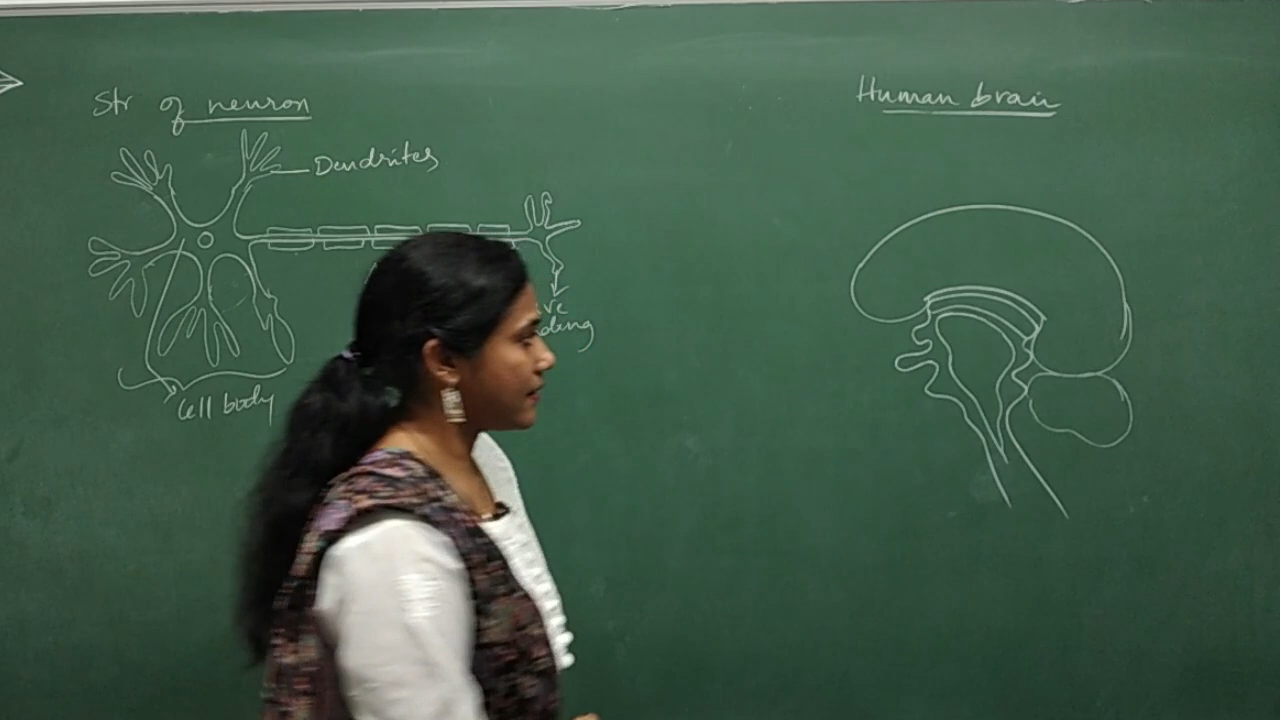 Str of neuron
Human brain
Dendrites
Cell body